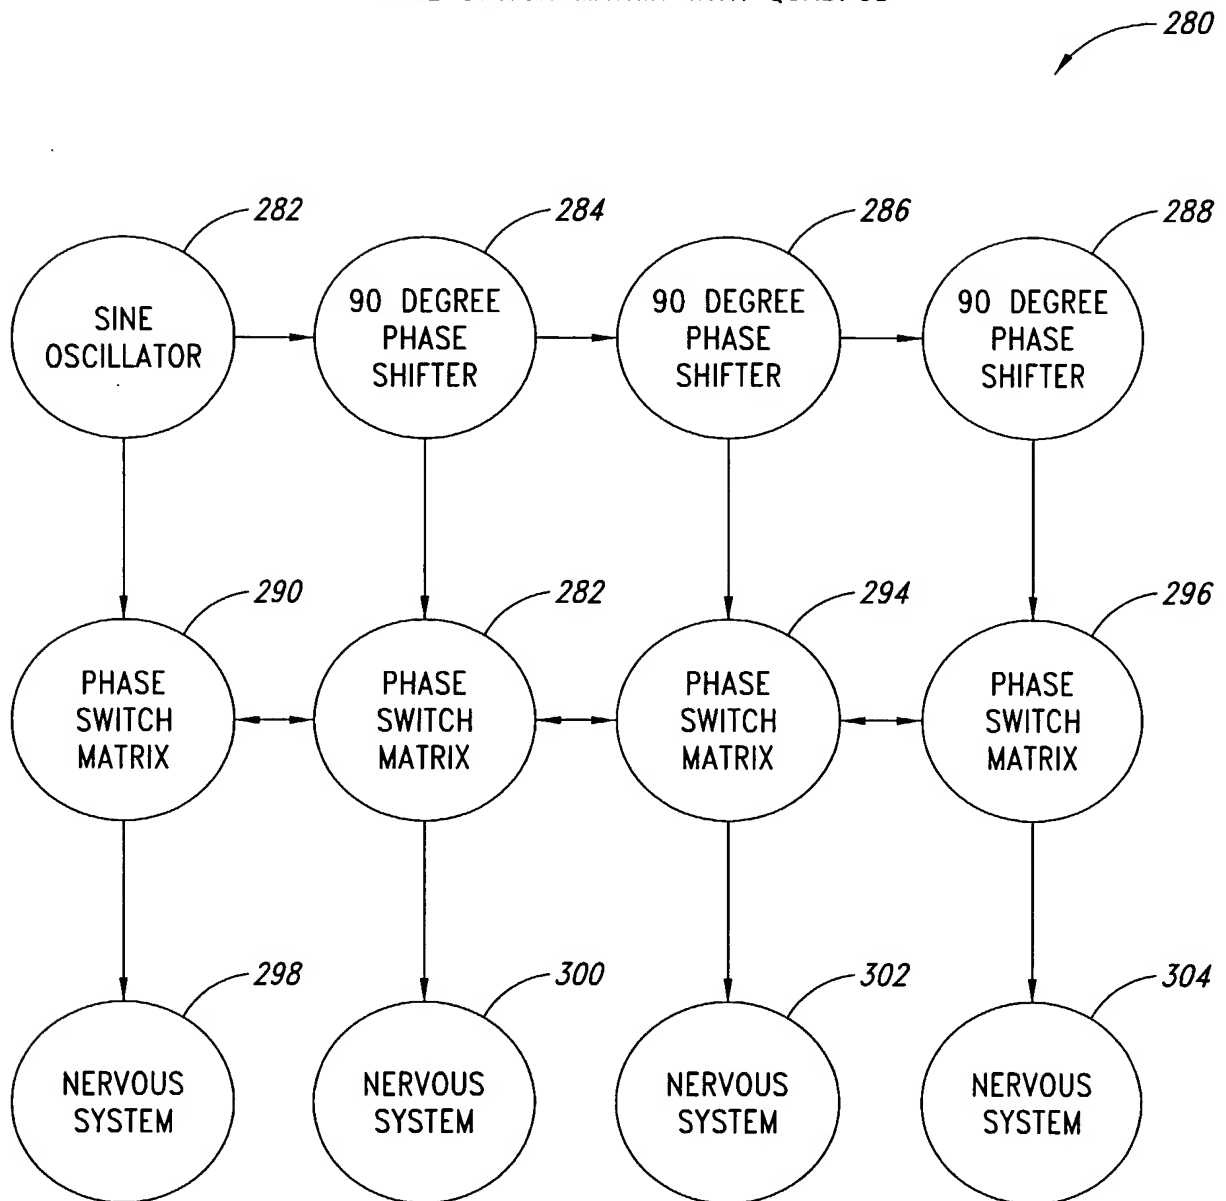 280
282
284
286
288
SINE
OSCILLATOR
90 DEGREE
PHASE
SHIFTER
90 DEGREE
PHASE
SHIFTER
90 DEGREE
PHASE
SHIFTER
290
282
294
296
PHASE
SWITCH
MATRIX
PHASE
SWITCH
MATRIX
PHASE
SWITCH
MATRIX
PHASE
SWITCH
MATRIX
298
300
302
304
NERVOUS
SYSTEM
NERVOUS
SYSTEM
NERVOUS
SYSTEM
NERVOUS
SYSTEM